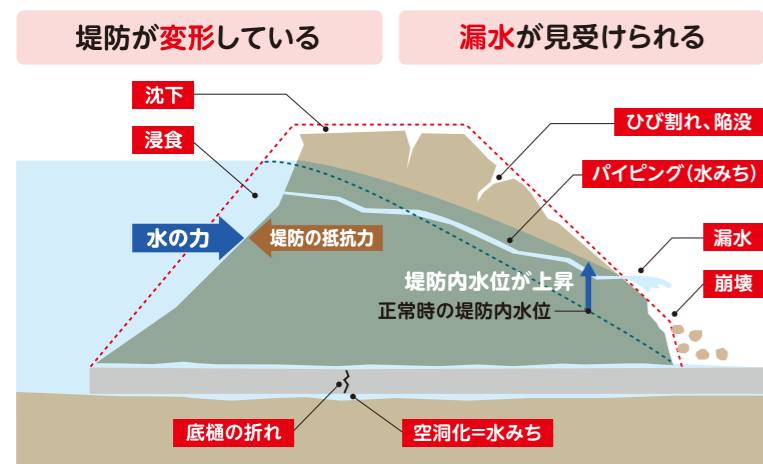 堤防が変形している
漏水が見受けられる
沈下
浸食
ひび割れ、陥没
パイピング(水みち)
水の力
堤防の抵抗力
漏水
堤防内水位が上昇
崩壊
正常時の堤防内水位
底樋の折れ
空洞化=水みち